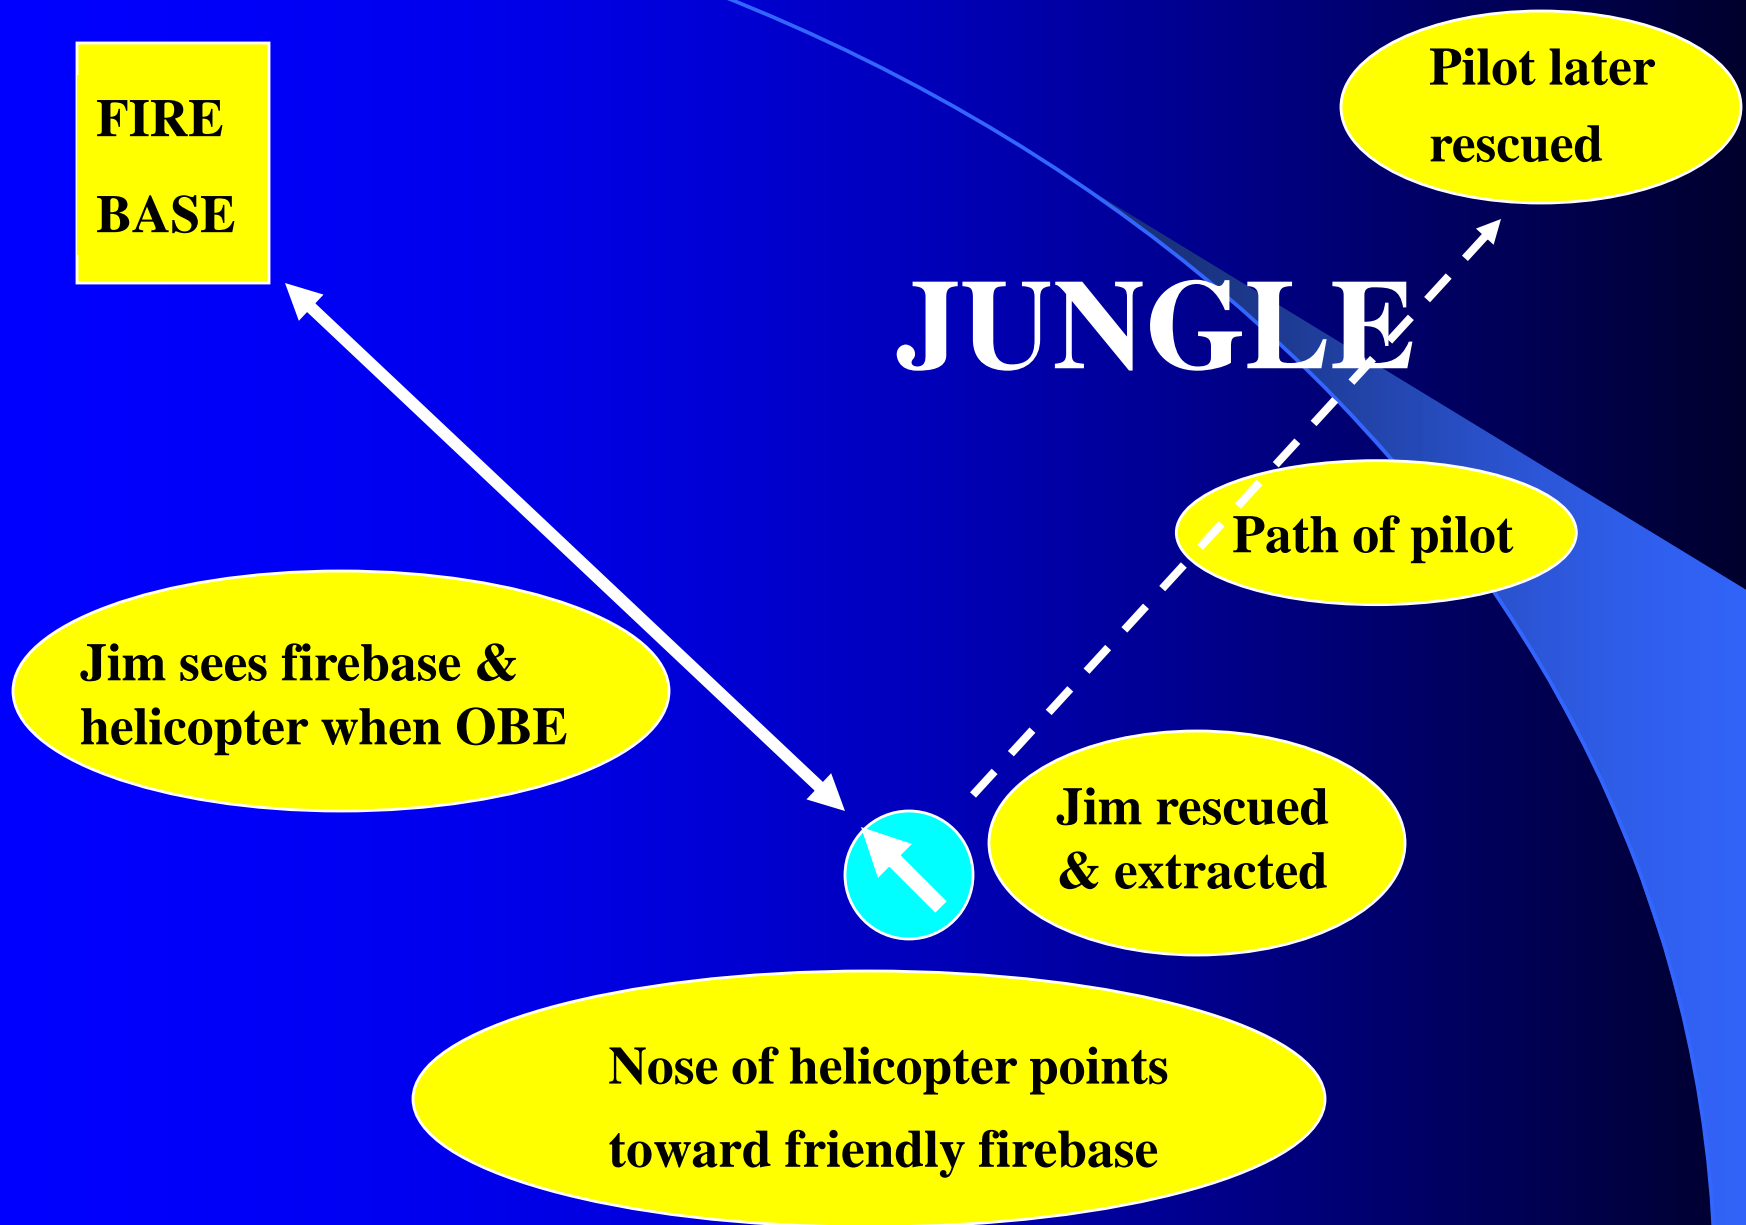 FIRE
BASE
Pilot later
rescued
JUNGLE
Path of pilot
Jim sees firebase &
helicopter when OBE
Jim rescued
& extracted
Nose of helicopter points
toward friendly firebase